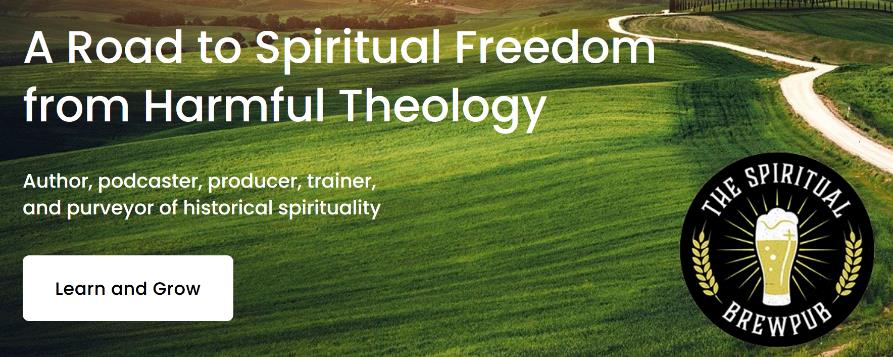 A Road to Spiritual Freedom
from Harmful Theology
Author, podcaster, producer, trainer,
and purveyor of historical spirituality
Learn and Grow
THE SPIRITUAL
BREWPUB